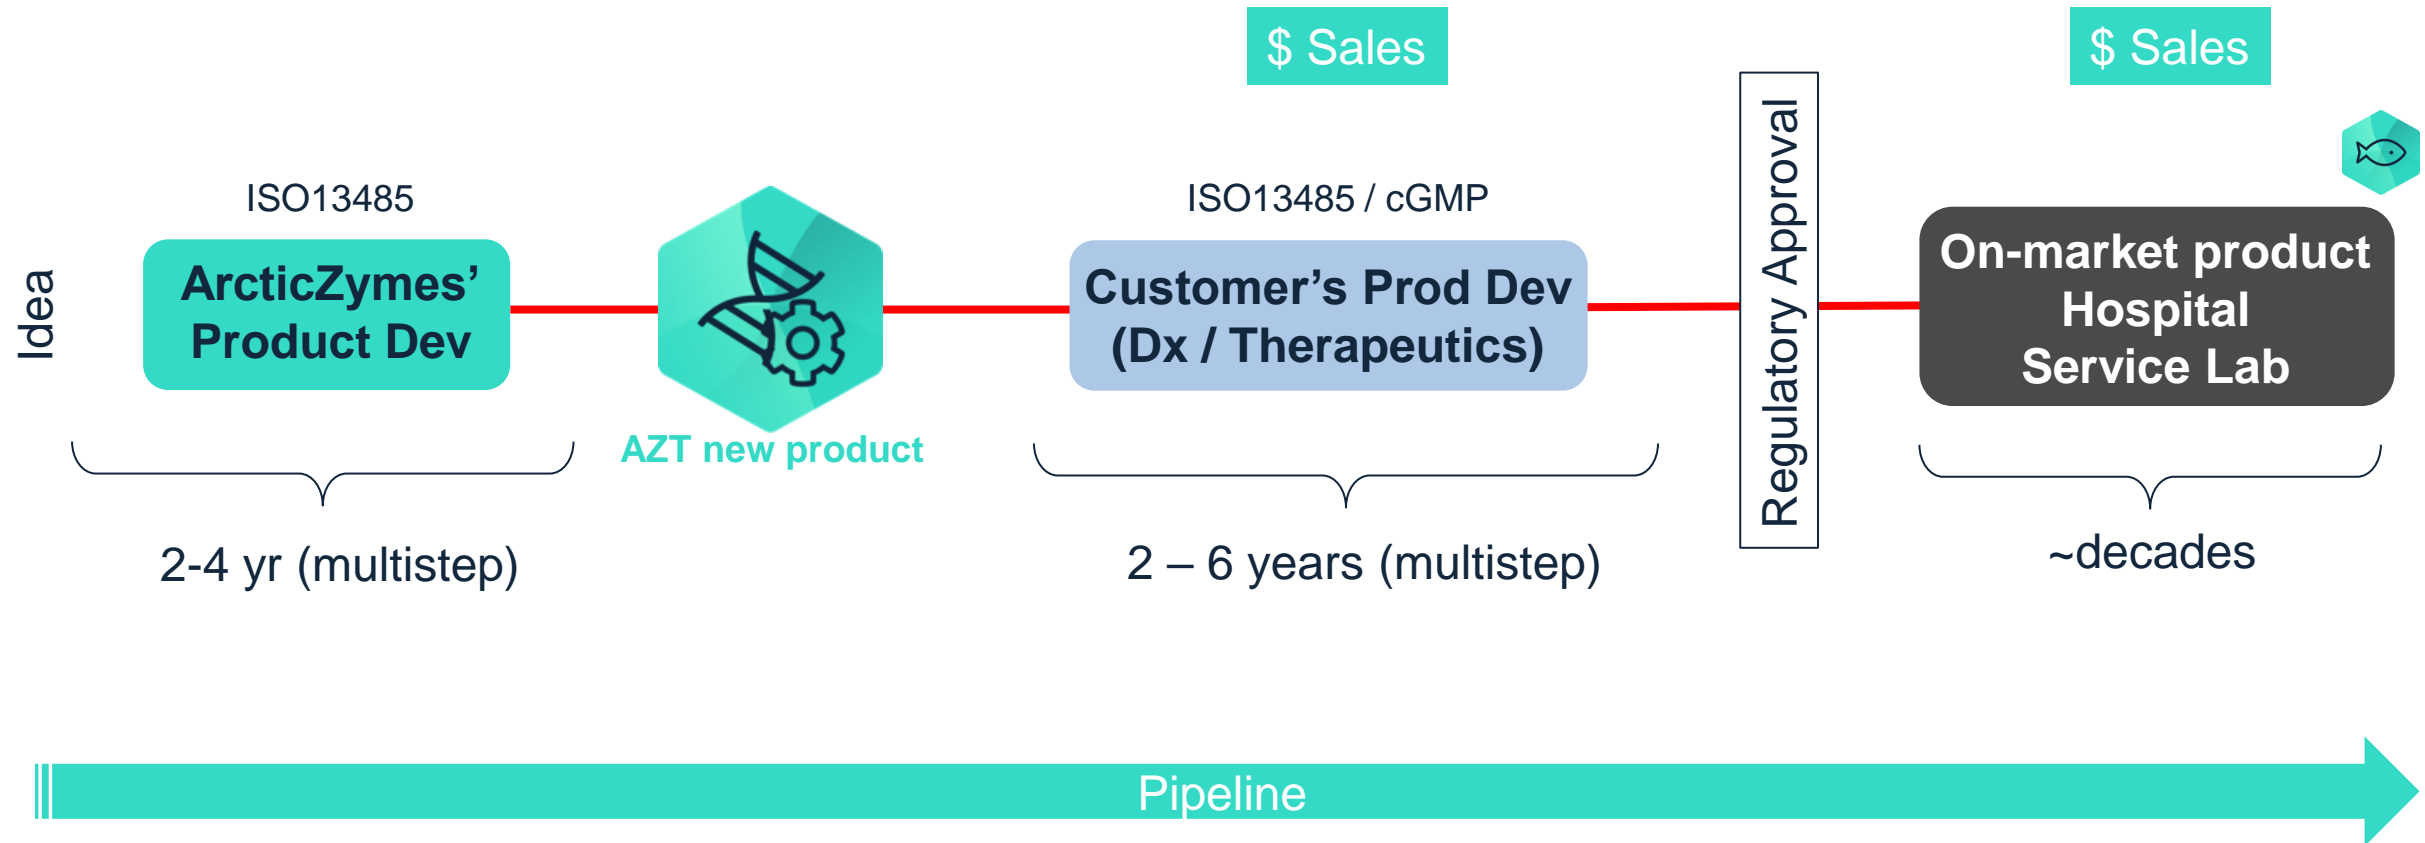 $ Sales
$ Sales
Idea
ISO13485
ArcticZymes’
Product Dev
AZT new product
ISO13485 / cGMP
Customer’s Prod Dev
(Dx / Therapeutics)
Regulatory Approval
On-market product
Hospital
Service Lab
2-4 yr (multistep)
2 – 6 years (multistep)
~decades
Pipeline